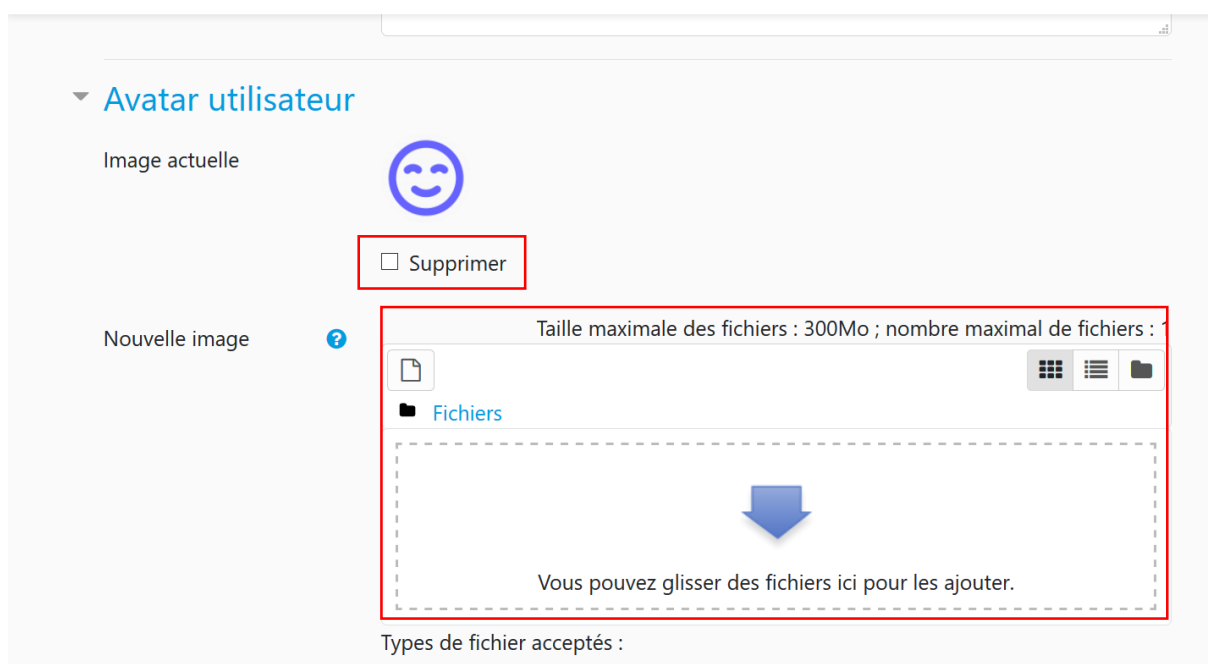 Avatar utilisateur
Image actuelle
Supprimer
Nouvelle image
Taille maximale des fichiers : 300Mo ; nombre maximal de fichiers : 1
Fichiers
Vous pouvez glisser des fichiers ici pour les ajouter.
Types de fichier acceptés :